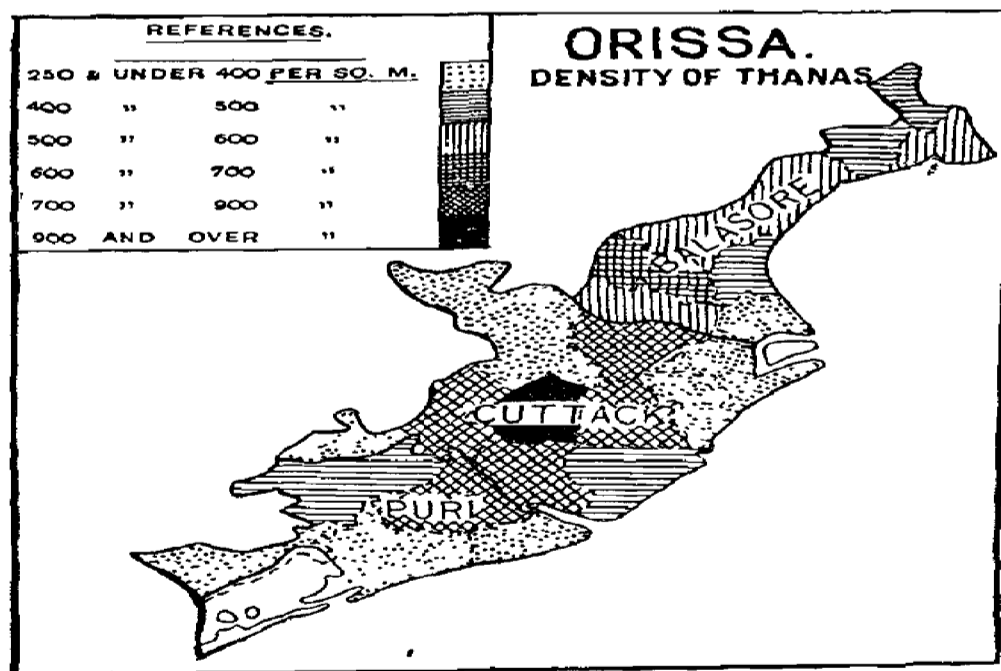 REFERENCES.
250 & UNDER 400 PER SQ. M.
400 " 500 "
500 " 600 "
600 " 700 "
700 " 900 "
900 AND OVER "
ORISSA.
DENSITY OF THANAS
BALASORE
CUTTACK
PURI